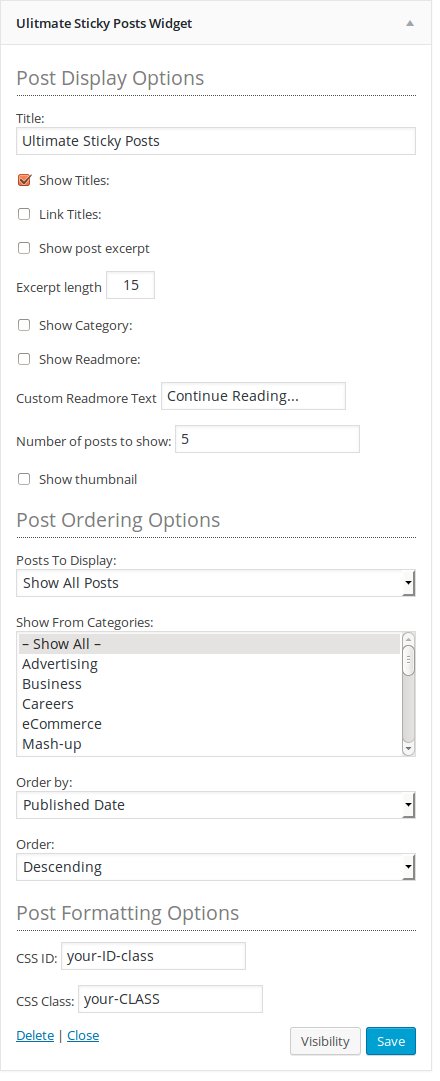 Ulitmate Sticky Posts Widget
Post Display Options
Title:
Ultimate Sticky Posts
Show Titles:
Link Titles:
Show post excerpt
Excerpt length 15
Show Category:
Show Readmore:
Custom Readmore Text Continue Reading...
Number of posts to show: 5
Show thumbnail
Post Ordering Options
Posts To Display:
Show All Posts
Show From Categories:
– Show All –
Advertising
Business
Careers
eCommerce
Mash-up
Order by:
Published Date
Order:
Descending
Post Formatting Options
CSS ID: your-ID-class
CSS Class: your-CLASS
Delete | Close Visibility Save